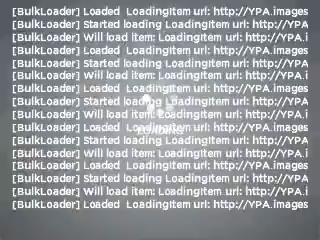 [BulkLoader] Loaded LoadingItem url: http://YPA.images
[BulkLoader] Started loading LoadingItem url: http://YPA
[BulkLoader] Will load item: LoadingItem url: http://YPA.i
[BulkLoader] Loaded LoadingItem url: http://YPA.images
[BulkLoader] Started loading LoadingItem url: http://YPA
[BulkLoader] Will load item: LoadingItem url: http://YPA.i
[BulkLoader] Loaded LoadingItem url: http://YPA.images
[BulkLoader] Started loading LoadingItem url: http://YPA
[BulkLoader] Will load item: LoadingItem url: http://YPA.i
[BulkLoader] Loaded LoadingItem url: http://YPA.images
LOADING
[BulkLoader] Started loading LoadingItem url: http://YPA
[BulkLoader] Will load item: LoadingItem url: http://YPA.i
[BulkLoader] Loaded LoadingItem url: http://YPA.images
[BulkLoader] Started loading LoadingItem url: http://YPA
[BulkLoader] Will load item: LoadingItem url: http://YPA.i
[BulkLoader] Loaded LoadingItem url: http://YPA.images